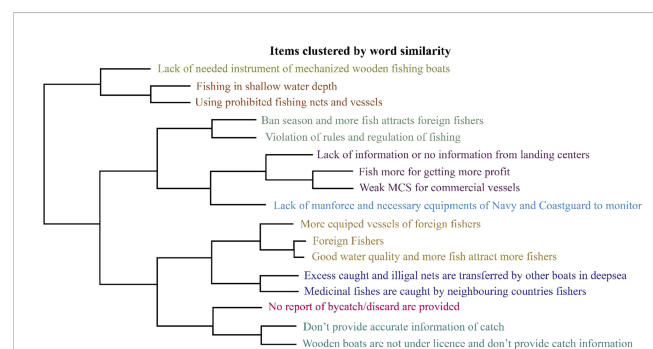 Items clustered by word similarity
Lack of needed instrument of mechanized wooden fishing boats
Fishing in shallow water depth
Using prohibited fishing nets and vessels
Ban season and more fish attracts foreign fishers
Violation of rules and regulation of fishing
Lack of information or no information from landing centers
Fish more for getting more profit
Weak MCS for commercial vessels
Lack of manforce and necessary equipments of Navy and Coastguard to monitor
More equiped vessels of foreign fishers
Foreign Fishers
Good water quality and more fish attract more fishers
Excess caught and illigal nets are transferred by other boats in deepsea
Medicinal fishes are caught by neighbouring countries fishers
No report of bycatch/discard are provided
Don't provide accurate information of catch
Wooden boats are not under licence and don't provide catch information